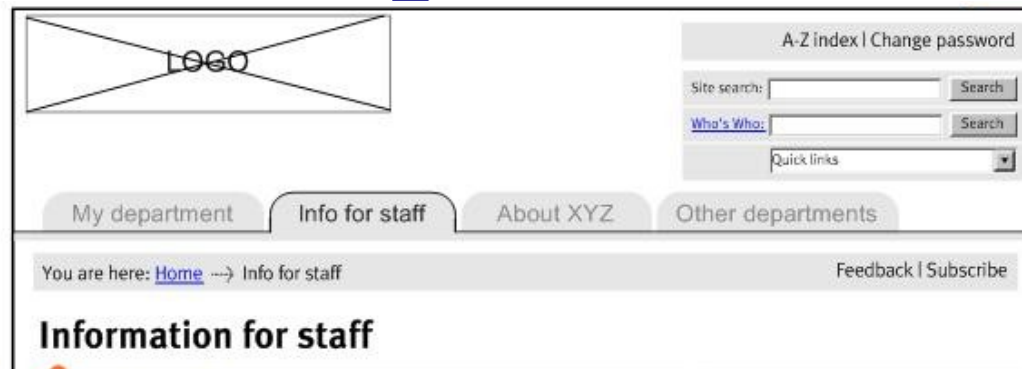 LOGO
A-Z index | Change password
Site search: Search
Who's Who: Search
Quick links
My department Info for staff About XYZ Other departments
You are here: Home ---> Info for staff
Feedback | Subscribe
Information for staff